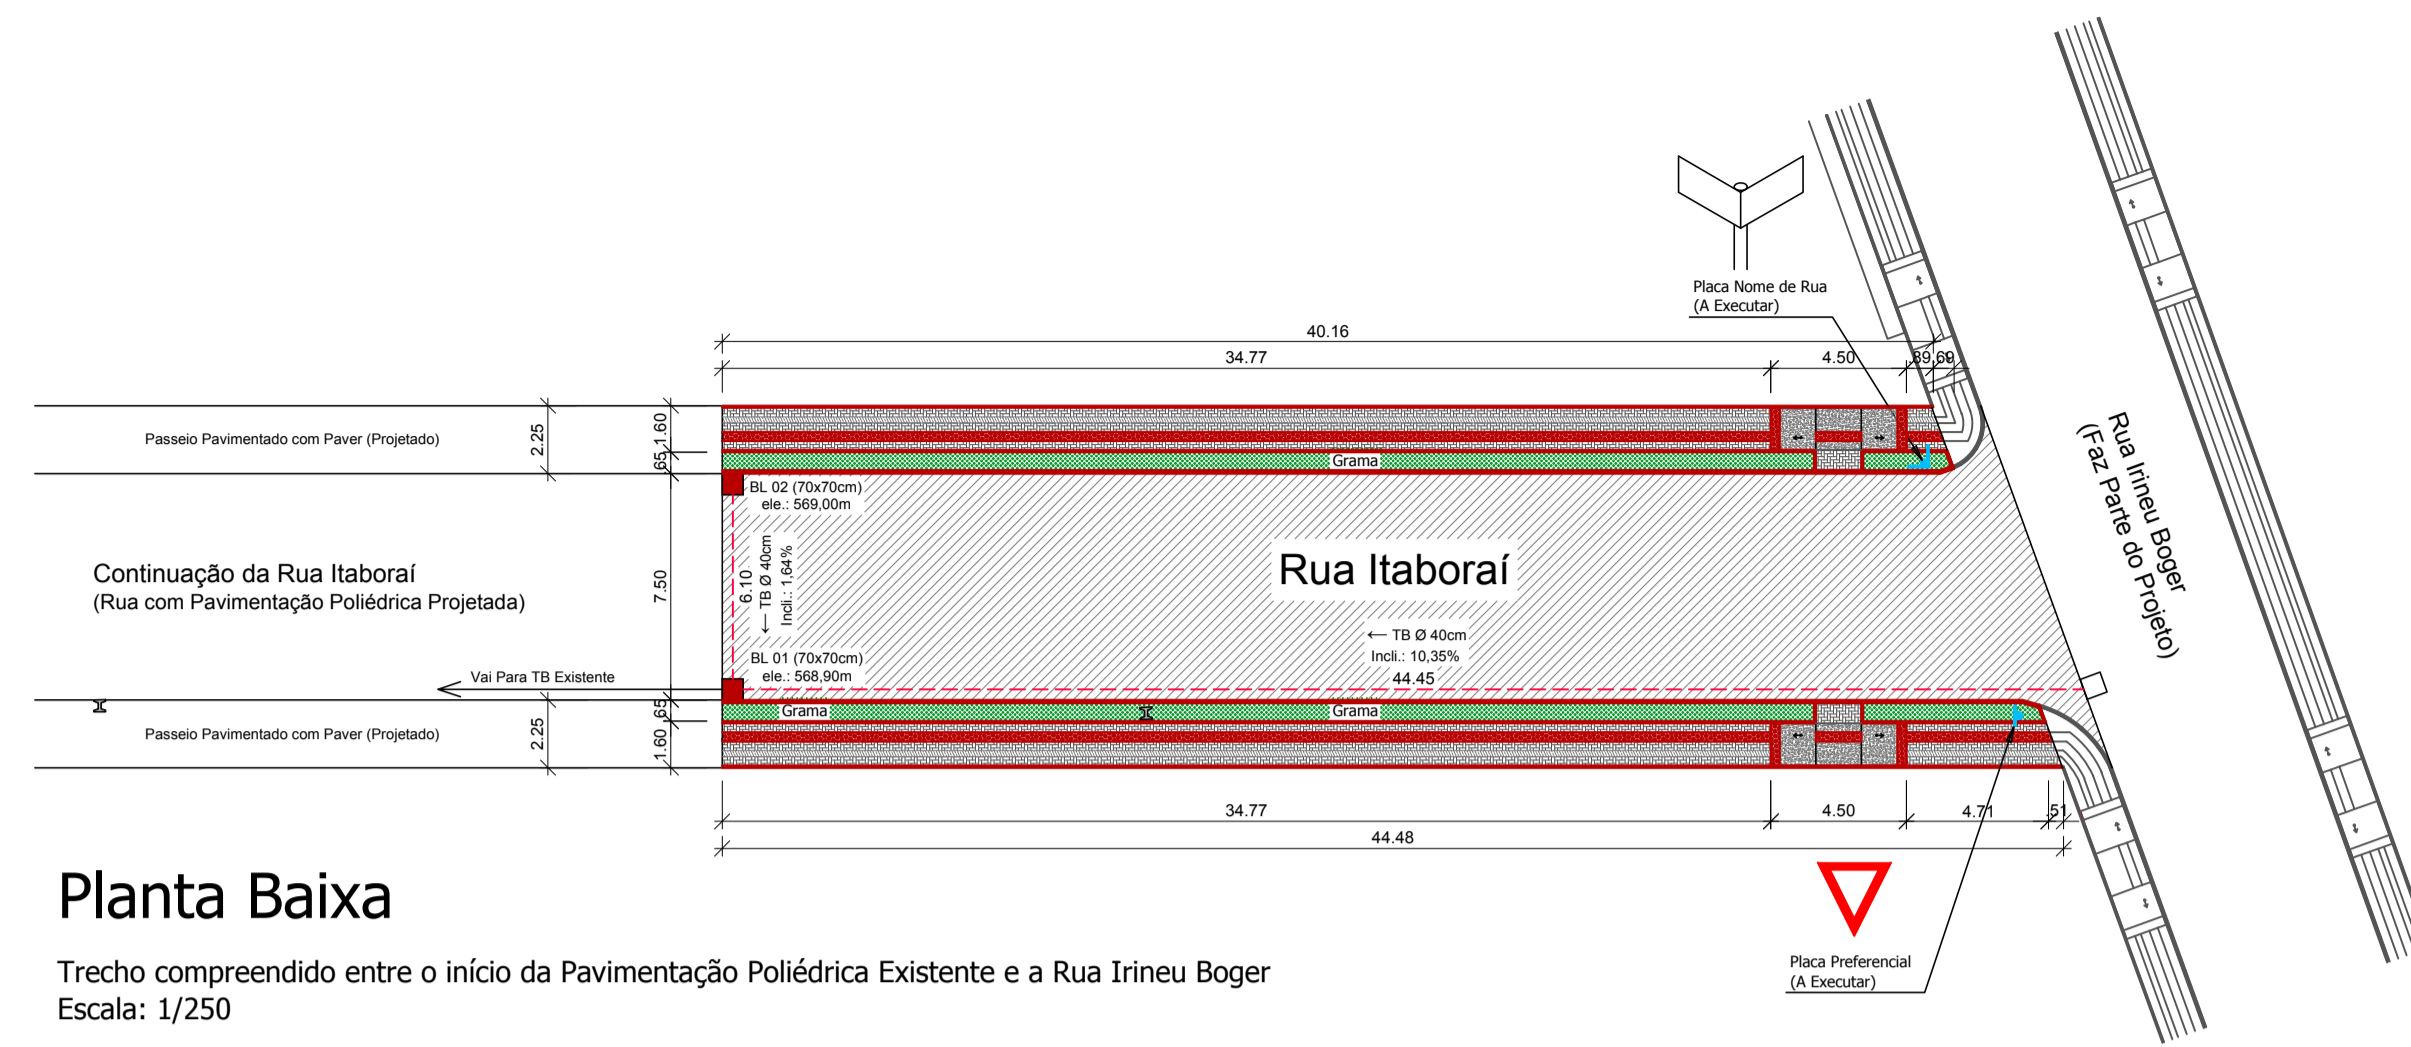 Placa Nome de Rua
(A Executar)
40.16
34.77
4.50
.89
.69
Passeio Pavimentado com Paver (Projetado)
2.25
1.60
.65
Grama
BL 02 (70x70cm)
ele.: 569,00m
Rua Irineu Boger
(Faz Parte do Projeto)
Continuação da Rua Itaboraí
(Rua com Pavimentação Poliédrica Projetada)
7.50
6.10
← TB Ø 40cm
Incli.: 1,64%
Rua Itaboraí
← TB Ø 40cm
Incli.: 10,35%
44.45
BL 01 (70x70cm)
ele.: 568,90m
Vai Para TB Existente
Grama
Grama
Passeio Pavimentado com Paver (Projetado)
2.25
.65
1.60
34.77
4.50
4.71
.51
44.48
Planta Baixa
Trecho compreendido entre o início da Pavimentação Poliédrica Existente e a Rua Irineu Boger
Escala: 1/250
Placa Preferencial
(A Executar)